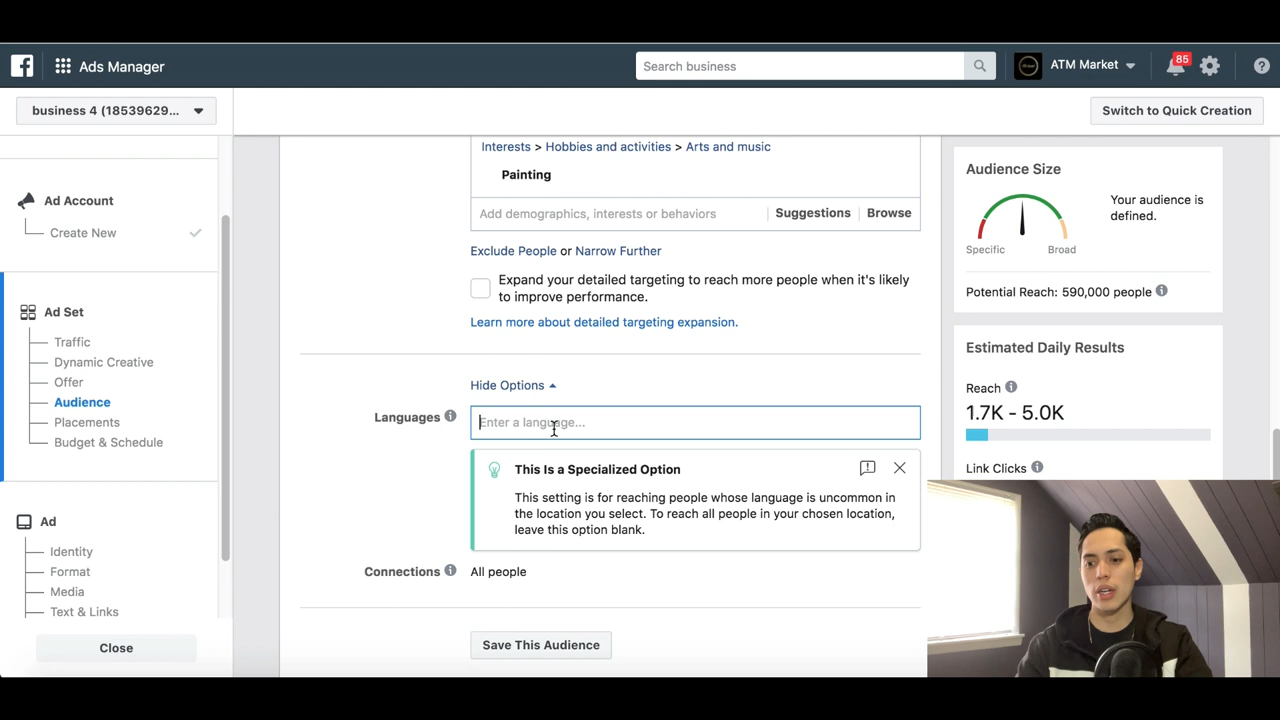 Ads Manager
Search business
ATM Market
85
business 4 (18539629...
Switch to Quick Creation
Ad Account
Create New
Ad Set
Traffic
Dynamic Creative
Offer
Audience
Placements
Budget & Schedule
Ad
Identity
Format
Media
Text & Links
Close
Interests > Hobbies and activities > Arts and music
Painting
Add demographics, interests or behaviors
Suggestions
Browse
Exclude People or Narrow Further
Expand your detailed targeting to reach more people when it's likely
to improve performance.
Learn more about detailed targeting expansion.
Hide Options
Languages
Enter a language...
This Is a Specialized Option
This setting is for reaching people whose language is uncommon in
the location you select. To reach all people in your chosen location,
leave this option blank.
Connections
All people
Save This Audience
Audience Size
Your audience is
defined.
Specific
Broad
Potential Reach: 590,000 people
Estimated Daily Results
Reach
1.7K - 5.0K
Link Clicks